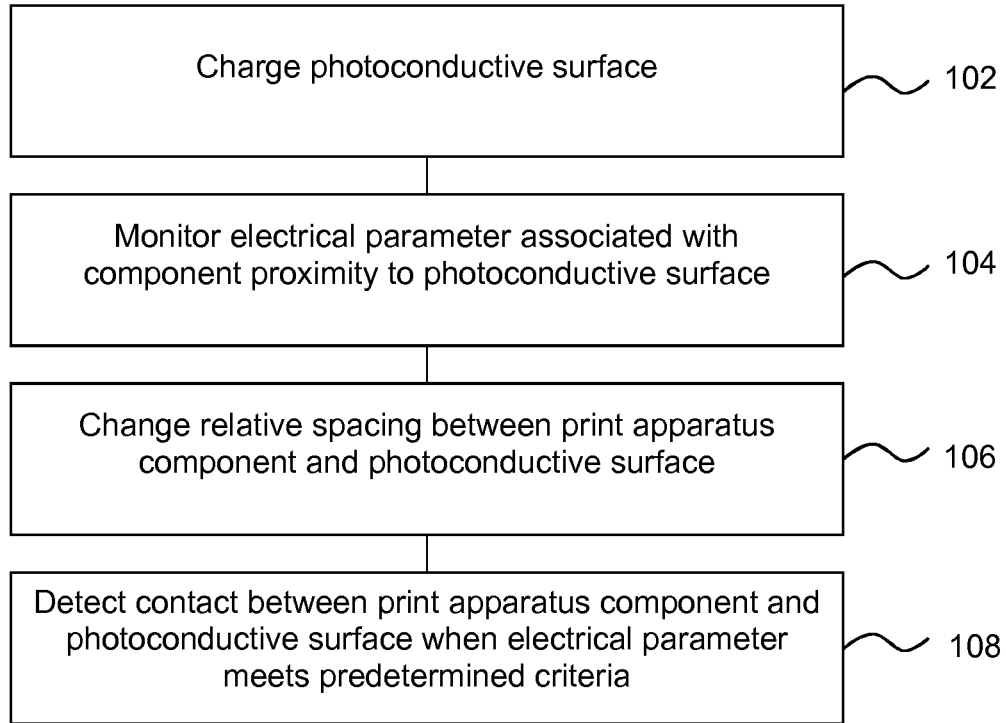 Charge photoconductive surface
102
Monitor electrical parameter associated with
component proximity to photoconductive surface
104
Change relative spacing between print apparatus
component and photoconductive surface
106
Detect contact between print apparatus component and
photoconductive surface when electrical parameter
meets predetermined criteria
108